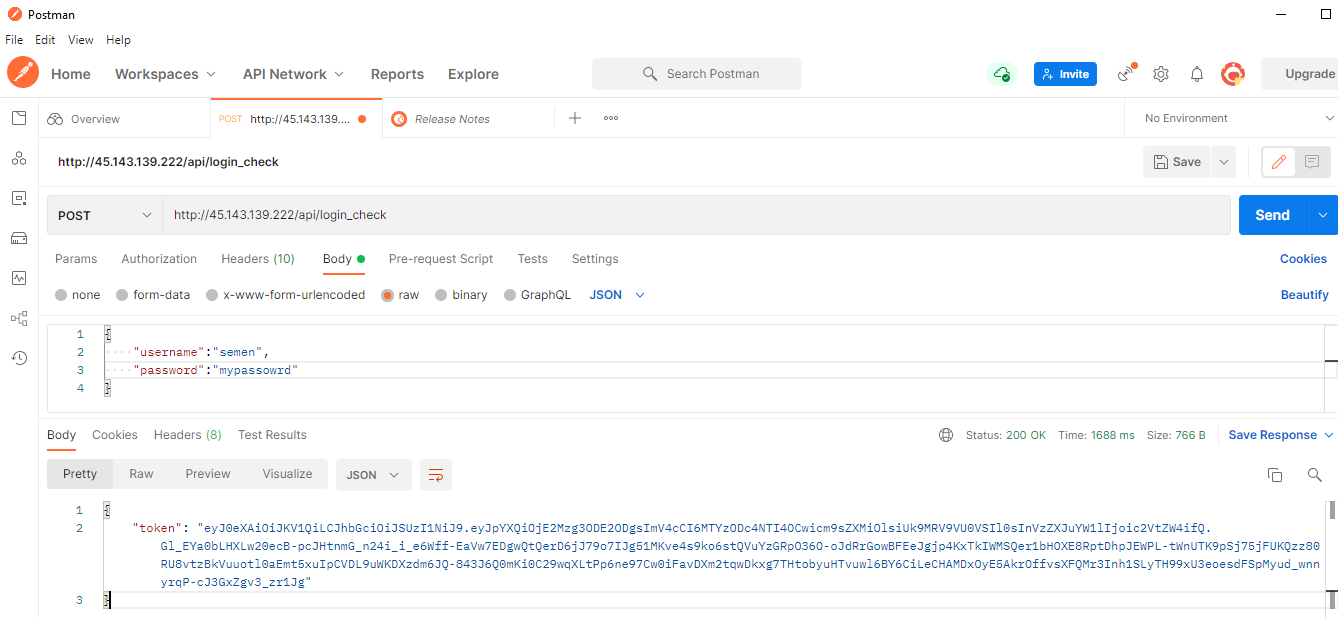 Postman
File Edit View Help
Home Workspaces API Network Reports Explore Search Postman Invite Upgrade
Overview POST http://45.143.139.... Release Notes No Environment
http://45.143.139.222/api/login_check Save
POST http://45.143.139.222/api/login_check Send
Params Authorization Headers (10) Body Pre-request Script Tests Settings Cookies
none form-data x-www-form-urlencoded raw binary GraphQL JSON Beautify
1 {
2 "username":"semen",
3 "password":"mypassowrd"
4 }
Body Cookies Headers (8) Test Results Status: 200 OK Time: 1688 ms Size: 766 B Save Response
Pretty Raw Preview Visualize JSON
1 {
2 "token": "eyJ0eXAiOiJKV1QiLCJhbGciOiJSUzI1NiJ9.eyJpYXQiOjE2Mzg3ODE2ODgsImV4cCI6MTYzODc4NTI4OCwicm9sZXMiOlsiUk9MRV9VU0VSIl0sInVzZXJuYW1lIjoic2VtZW4ifQ.
Gl_EYa0bLHXLw20ecB-pcJHtnmG_n24i_i_e6Wff-EaVw7EDgwQtQerD6jJ79o7IJg51MKve4s9ko6stQVuYzGRpO36O-oJdRrGowBFEeJgjp4KxTkIWMSQer1bHOXE8RptDhpJEWPL-tWnUTK9pSj75jFUKQzz80
RU8vtzBkVuuotl0aEmt5xuIpCVDL9uWKDXzdm6JQ-843J6Q0mKi0C29wqXLtPp6ne97Cw0iFavDXm2tqwDkxg7THtobyuHTvuwl6BY6CiLeCHAMDxOyE5AkrOffvsXFQMr3Inh1SLyTH99xU3eoesdFSpMyud_wnn
yrqP-cJ3GxZgv3_zr1Jg"
3 }